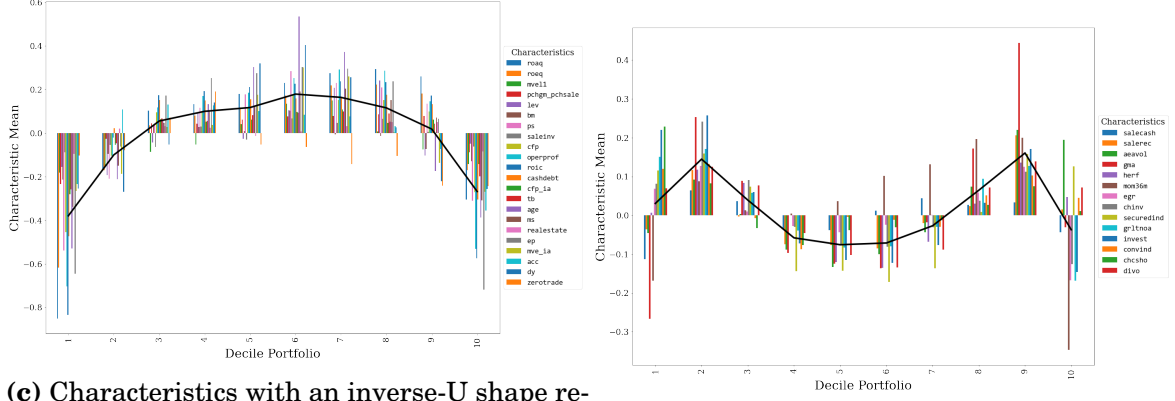 0.6
0.4
0.2
0.0
−0.2
−0.4
−0.6
−0.8
Characteristic Mean
1
2
3
4
5
6
7
8
9
10
Decile Portfolio
Characteristics
roaq
roeq
mvel1
pchgm_pchsale
lev
bm
ps
saleinv
cfp
operprof
roic
cashdebt
cfp_ia
tb
age
ms
realestate
ep
mve_ia
acc
dy
zerotrade
(c) Characteristics with an inverse-U shape re-
0.4
0.3
0.2
0.1
0.0
−0.1
−0.2
−0.3
Characteristic Mean
1
2
3
4
5
6
7
8
9
10
Decile Portfolio
Characteristics
salecash
salerec
aeavol
gma
herf
mom36m
egr
chinv
securedind
grltnoa
invest
convind
chcsho
divo